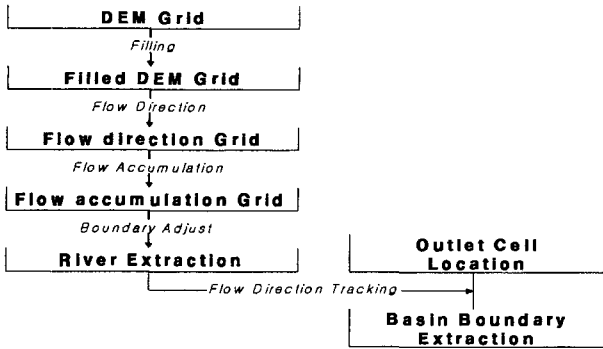 DEM Grid
Filling
Filled DEM Grid
Flow Direction
Flow direction Grid
Flow Accumulation
Flow accumulation Grid
Boundary Adjust
River Extraction
Outlet Cell
Location
Flow Direction Tracking
Basin Boundary
Extraction